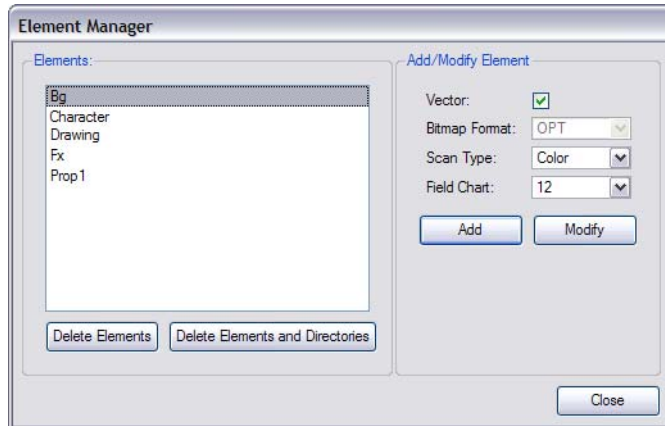 Element Manager
Elements:
Bg
Character
Drawing
Fx
Prop1
Delete Elements
Delete Elements and Directories
Add/Modify Element
Vector:
Bitmap Format: OPT
Scan Type: Color
Field Chart: 12
Add
Modify
Close